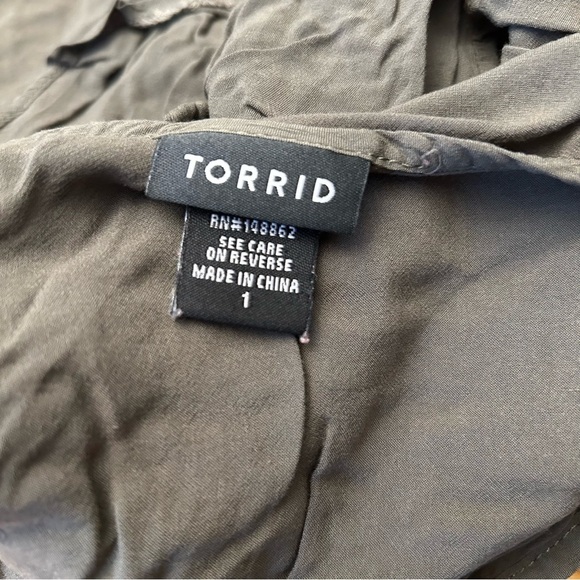 TORRID
RN#148862
SEE CARE
ON REVERSE
MADE IN CHINA
1